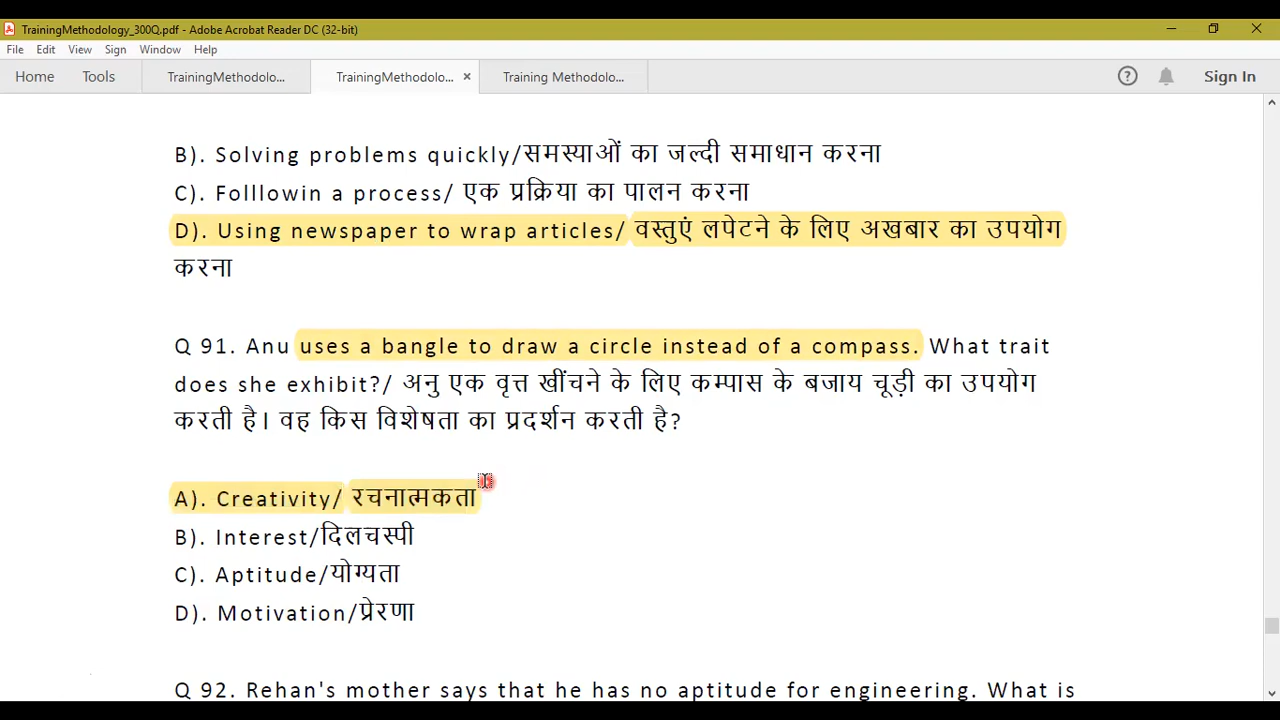 TrainingMethodology_300Q.pdf - Adobe Acrobat Reader DC (32-bit)
File Edit View Sign Window Help
Home Tools TrainingMethodolo... TrainingMethodolo... Training Methodolo... Sign In
B). Solving problems quickly/समस्याओं का जल्दी समाधान करना
C). Folllowin a process/ एक प्रक्रिया का पालन करना
D). Using newspaper to wrap articles/ वस्तुएं लपेटने के लिए अखबार का उपयोग
करना
Q 91. Anu uses a bangle to draw a circle instead of a compass. What trait
does she exhibit?/ अनु एक वृत्त खींचने के लिए कम्पास के बजाय चूड़ी का उपयोग
करती है। वह किस विशेषता का प्रदर्शन करती है?
A). Creativity/ रचनात्मकता
B). Interest/दिलचस्पी
C). Aptitude/योग्यता
D). Motivation/प्रेरणा
Q 92. Rehan's mother says that he has no aptitude for engineering. What is